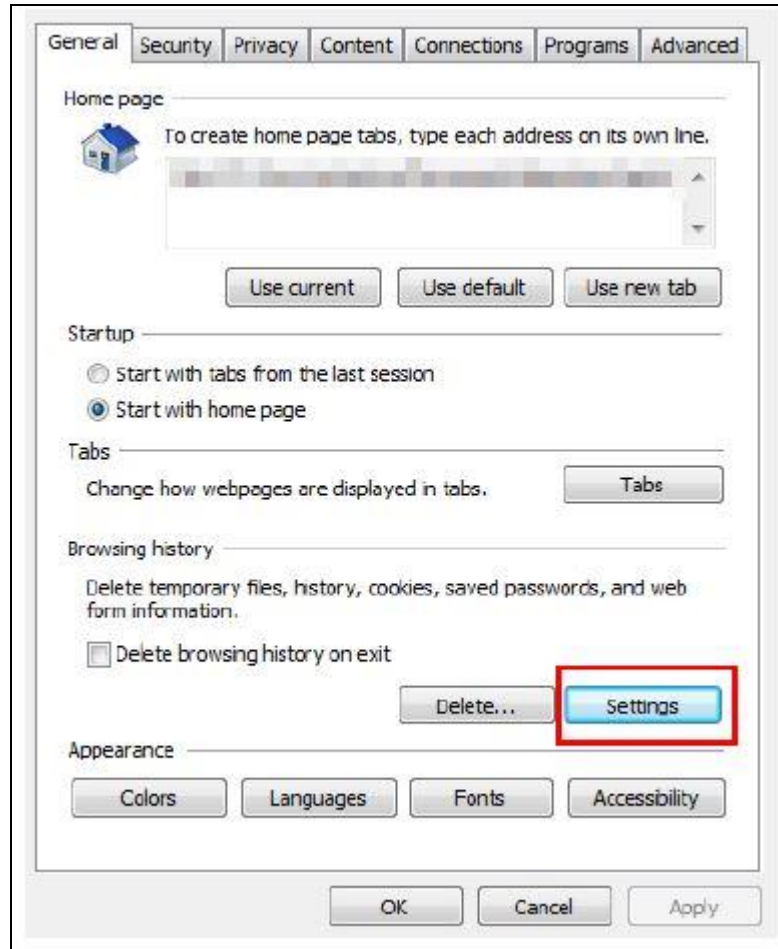 General Security Privacy Content Connections Programs Advanced
Home page
To create home page tabs, type each address on its own line.
Use current Use default Use new tab
Startup
Start with tabs from the last session
Start with home page
Tabs
Change how webpages are displayed in tabs. Tabs
Browsing history
Delete temporary files, history, cookies, saved passwords, and web
form information.
Delete browsing history on exit
Delete... Settings
Appearance
Colors Languages Fonts Accessibility
OK Cancel Apply